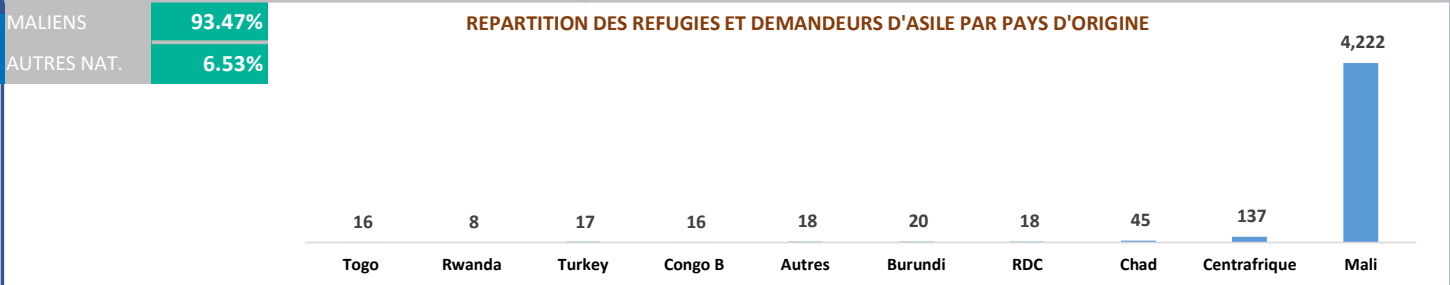 MALIENS 93.47%
AUTRES NAT. 6.53%
REPARTITION DES REFUGIES ET DEMANDEURS D'ASILE PAR PAYS D'ORIGINE
16 8 17 16 18 20 18 45 137 4,222
Togo Rwanda Turkey Congo B Autres Burundi RDC Chad Centrafrique Mali